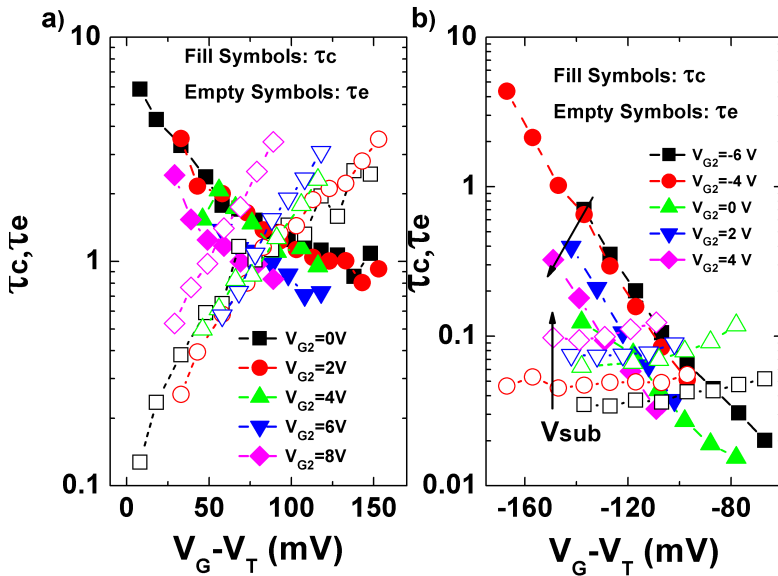 a)
Fill Symbols: τc
Empty Symbols: τe
10
1
0.1
τc,τe
V_G2=0V
V_G2=2V
V_G2=4V
V_G2=6V
V_G2=8V
0 50 100 150
V_G-V_T (mV)
b)
Fill Symbols: τc
Empty Symbols: τe
10
1
0.1
0.01
τc,τe
V_G2=-6 V
V_G2=-4 V
V_G2=0 V
V_G2=2 V
V_G2=4 V
Vsub
-160 -120 -80
V_G-V_T (mV)